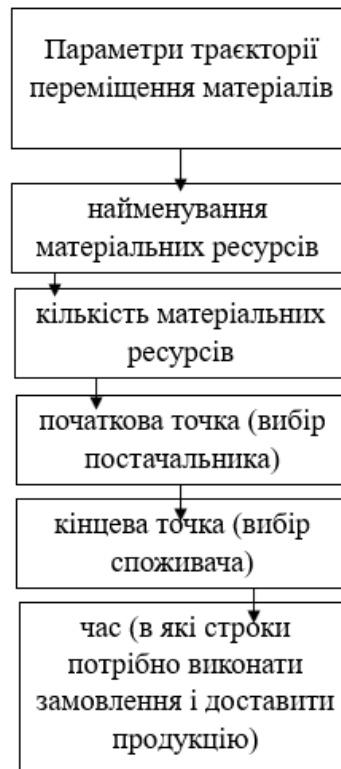 Параметри траєкторії
переміщення матеріалів
найменування
матеріальних ресурсів
кількість матеріальних
ресурсів
початкова точка (вибір
постачальника)
кінцева точка (вибір
споживача)
час (в які строки
потрібно виконати
замовлення і доставити
продукцію)